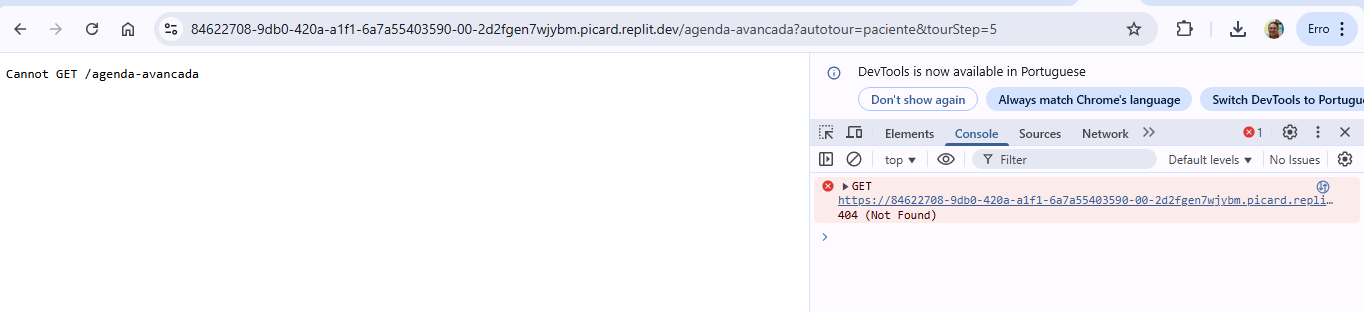 84622708-9db0-420a-a1f1-6a7a55403590-00-2d2fgen7wjybm.picard.replit.dev/agenda-avancada?autotour=paciente&tourStep=5
Erro
Cannot GET /agenda-avancada
DevTools is now available in Portuguese
Don't show again
Always match Chrome's language
Switch DevTools to Portugue
Elements
Console
Sources
Network
1
top
Filter
Default levels
No Issues
GET
https://84622708-9db0-420a-a1f1-6a7a55403590-00-2d2fgen7wjybm.picard.repli…
404 (Not Found)